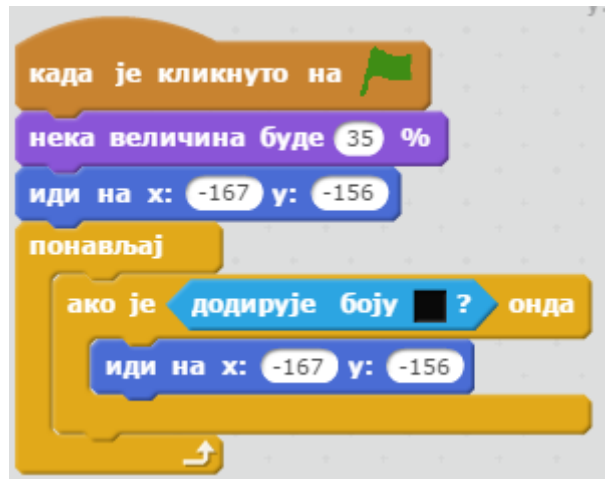 када је кликнуто на
нека величина буде 35 %
иди на x: -167 y: -156
понављај
ако је додирује боју ? онда
иди на x: -167 y: -156